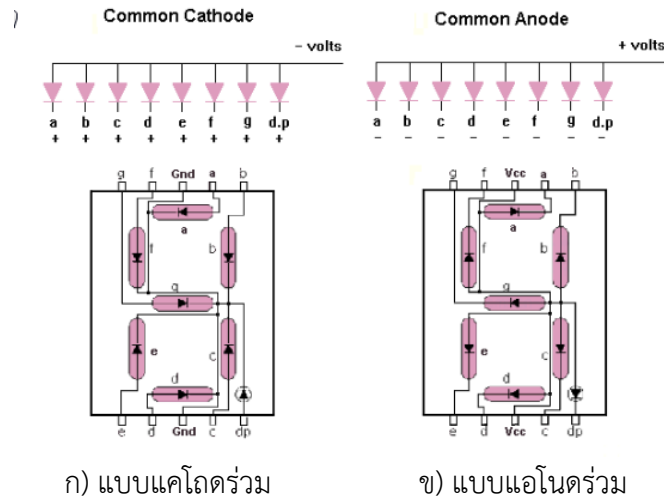 Common Cathode
Common Anode
– volts
+ volts
a b c d e f g d.p
+ + + + + + + +
a b c d e f g d.p
– – – – – – – –
g f Gnd a b
a
f b
g
e c
d
e d Gnd c dp
g f Vcc a b
a
f b
g
e c
d
e d Vcc c dp
ก) แบบแคโถดร่วม
ข) แบบแอโนดร่วม